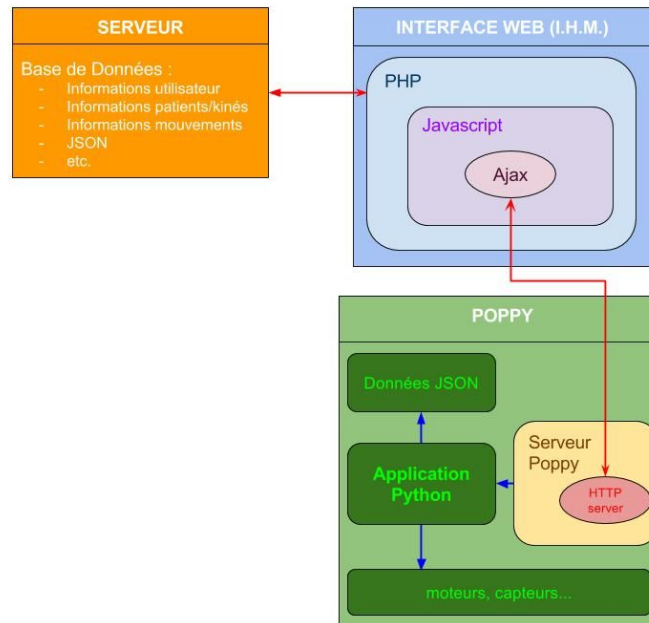 SERVEUR
Base de Données :
- Informations utilisateur
- Informations patients/kinés
- Informations mouvements
- JSON
- etc.
INTERFACE WEB (I.H.M.)
PHP
Javascript
Ajax
POPPY
Données JSON
Application
Python
Serveur
Poppy
HTTP
server
moteurs, capteurs...